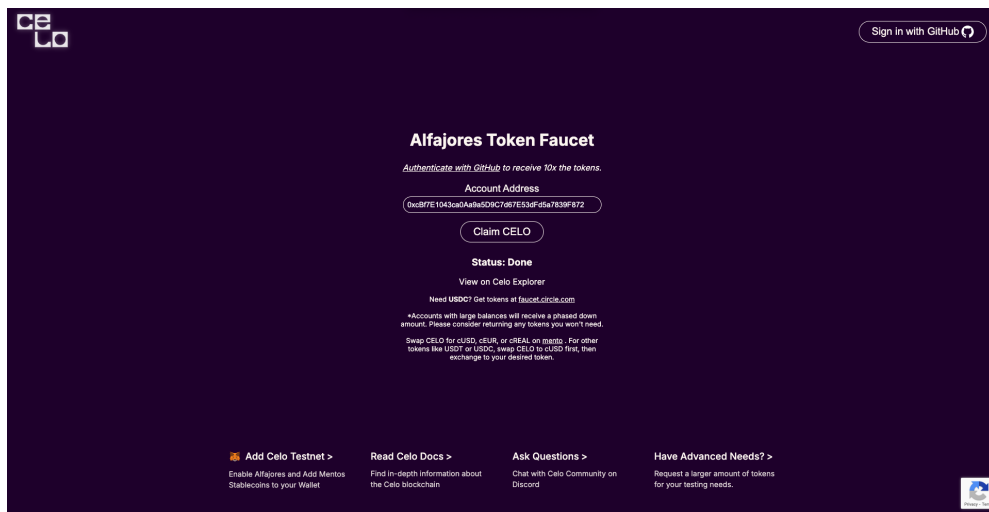 CELO
Sign in with GitHub
Alfajores Token Faucet
Authenticate with GitHub to receive 10x the tokens.
Account Address
0xcBf7E1043ca0Aa9a5D9C7d67E53dFd5a7839F872
Claim CELO
Status: Done
View on Celo Explorer
Need USDC? Get tokens at faucet.circle.com
*Accounts with large balances will receive a phased down
amount. Please consider returning any tokens you won't need.
Swap CELO for cUSD, cEUR, or cREAL on mento . For other
tokens like USDT or USDC, swap CELO to cUSD first, then
exchange to your desired token.
Add Celo Testnet >
Enable Alfajores and Add Mentos
Stablecoins to your Wallet
Read Celo Docs >
Find in-depth information about
the Celo blockchain
Ask Questions >
Chat with Celo Community on
Discord
Have Advanced Needs? >
Request a larger amount of tokens
for your testing needs.
Privacy -